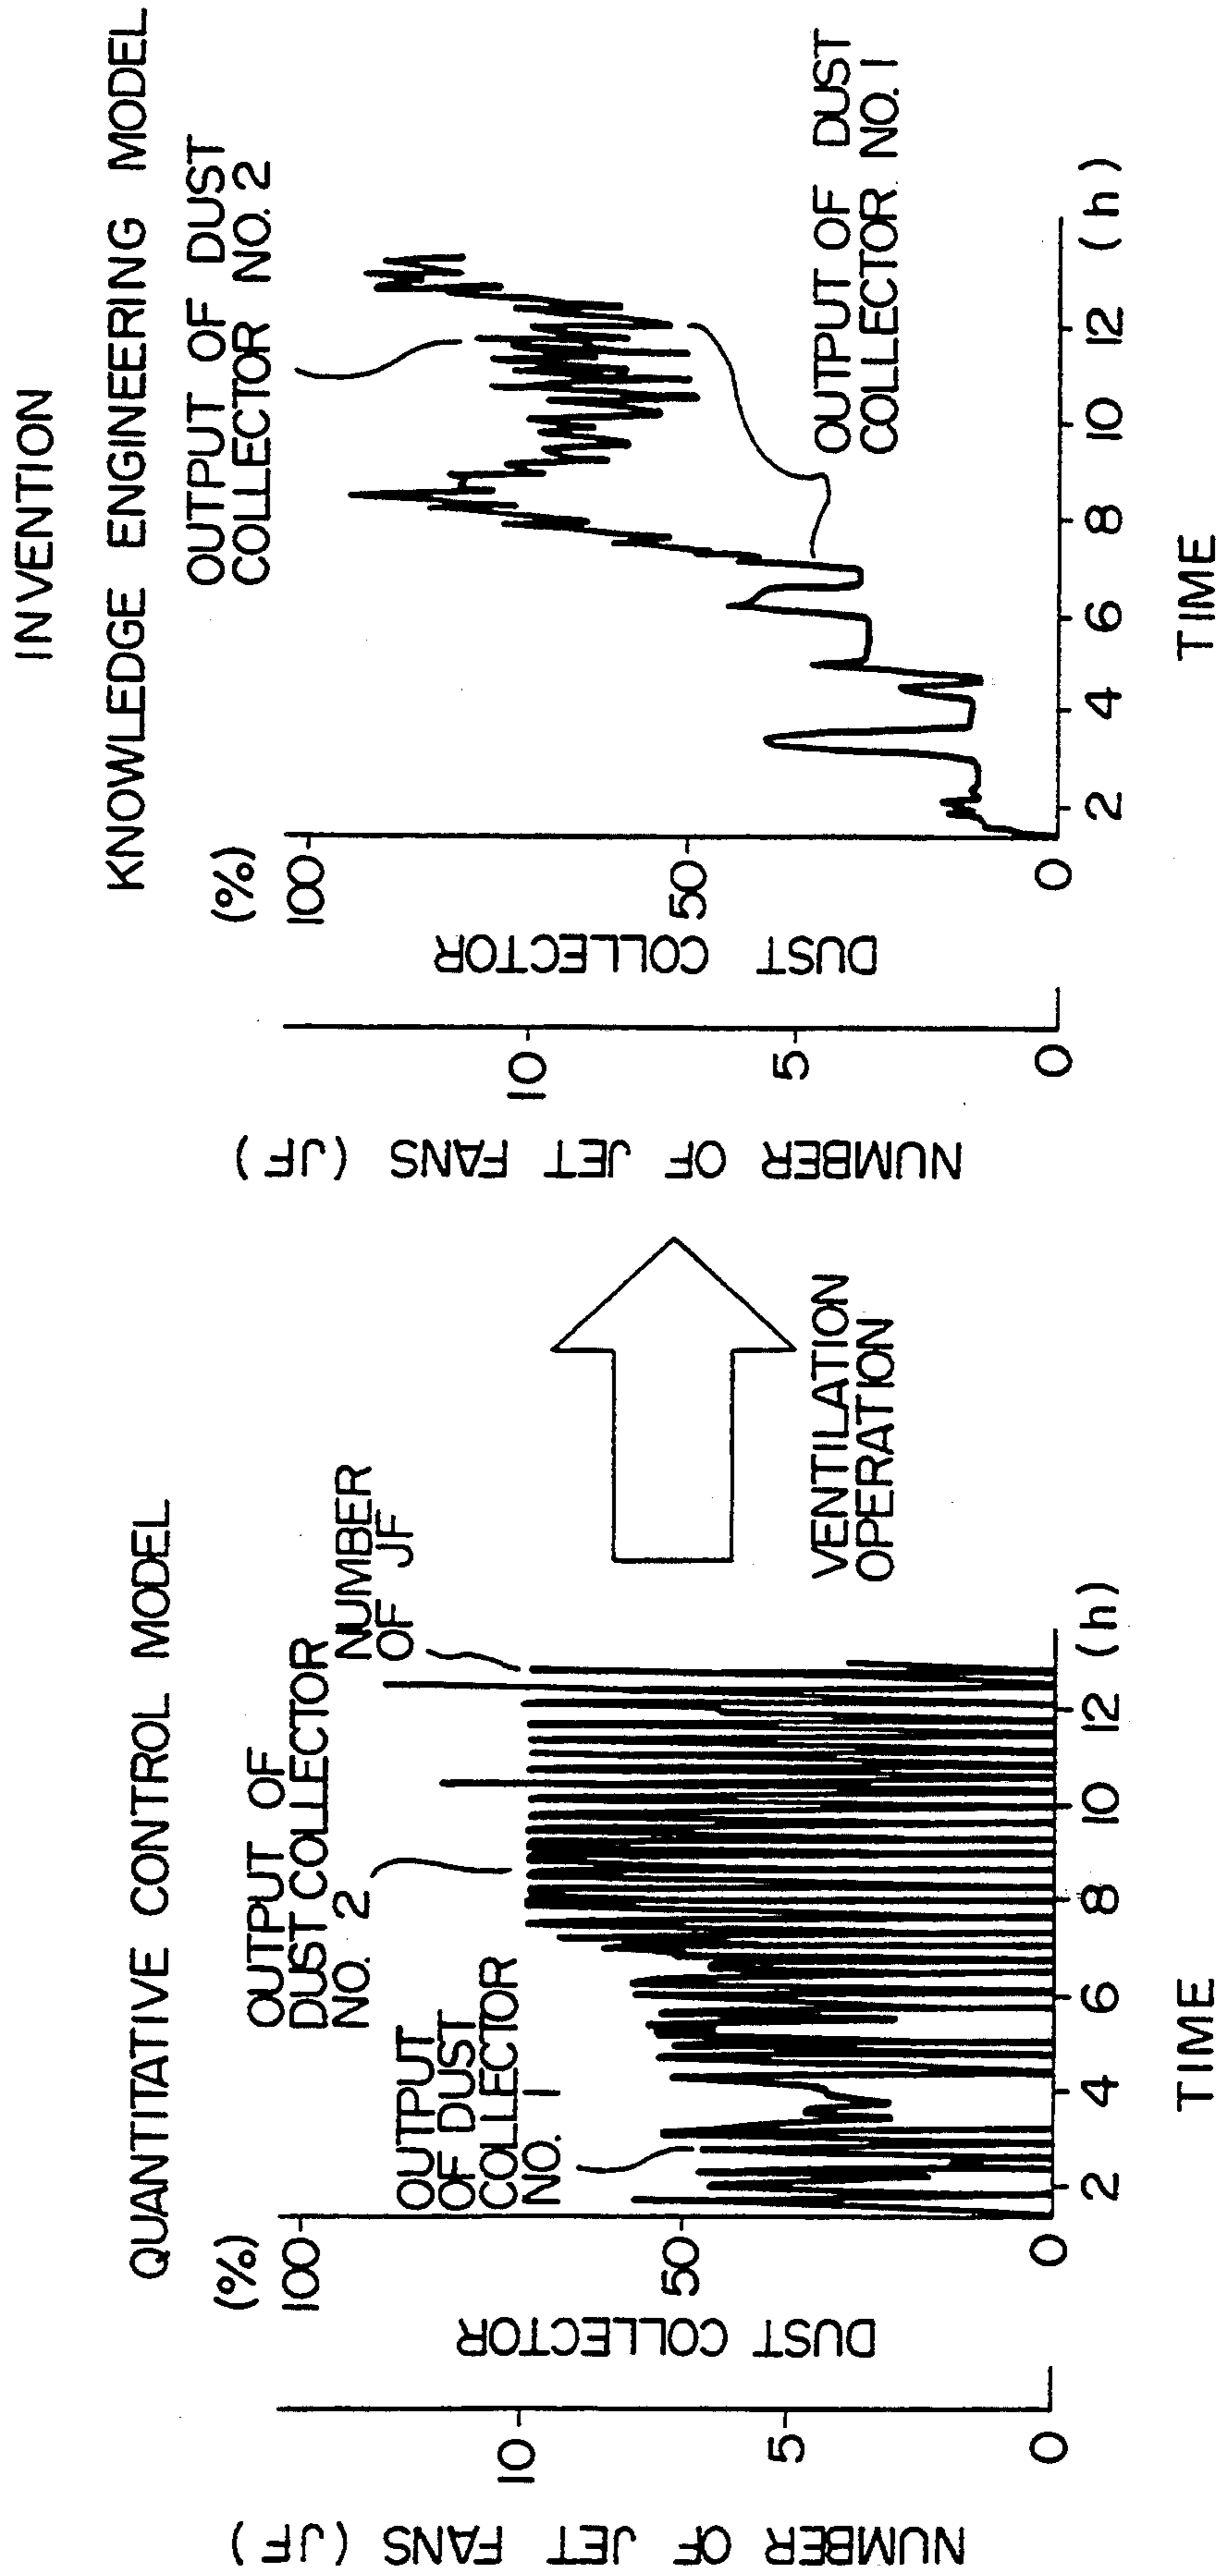 INVENTION
QUANTITATIVE CONTROL MODEL
KNOWLEDGE ENGINEERING MODEL
NUMBER OF JET FANS (JF)
10
5
0
DUST COLLECTOR
(%)
100
50
0
OUTPUT
OF DUST
COLLECTOR
NO. 1
OUTPUT OF
DUST COLLECTOR
NO. 2
NUMBER
OF JF
2
4
6
8
10
12
(h)
TIME
VENTILATION
OPERATION
NUMBER OF JET FANS (JF)
10
5
0
DUST COLLECTOR
(%)
100
50
0
OUTPUT OF DUST
COLLECTOR NO. 2
OUTPUT OF DUST
COLLECTOR NO. 1
2
4
6
8
10
12
(h)
TIME